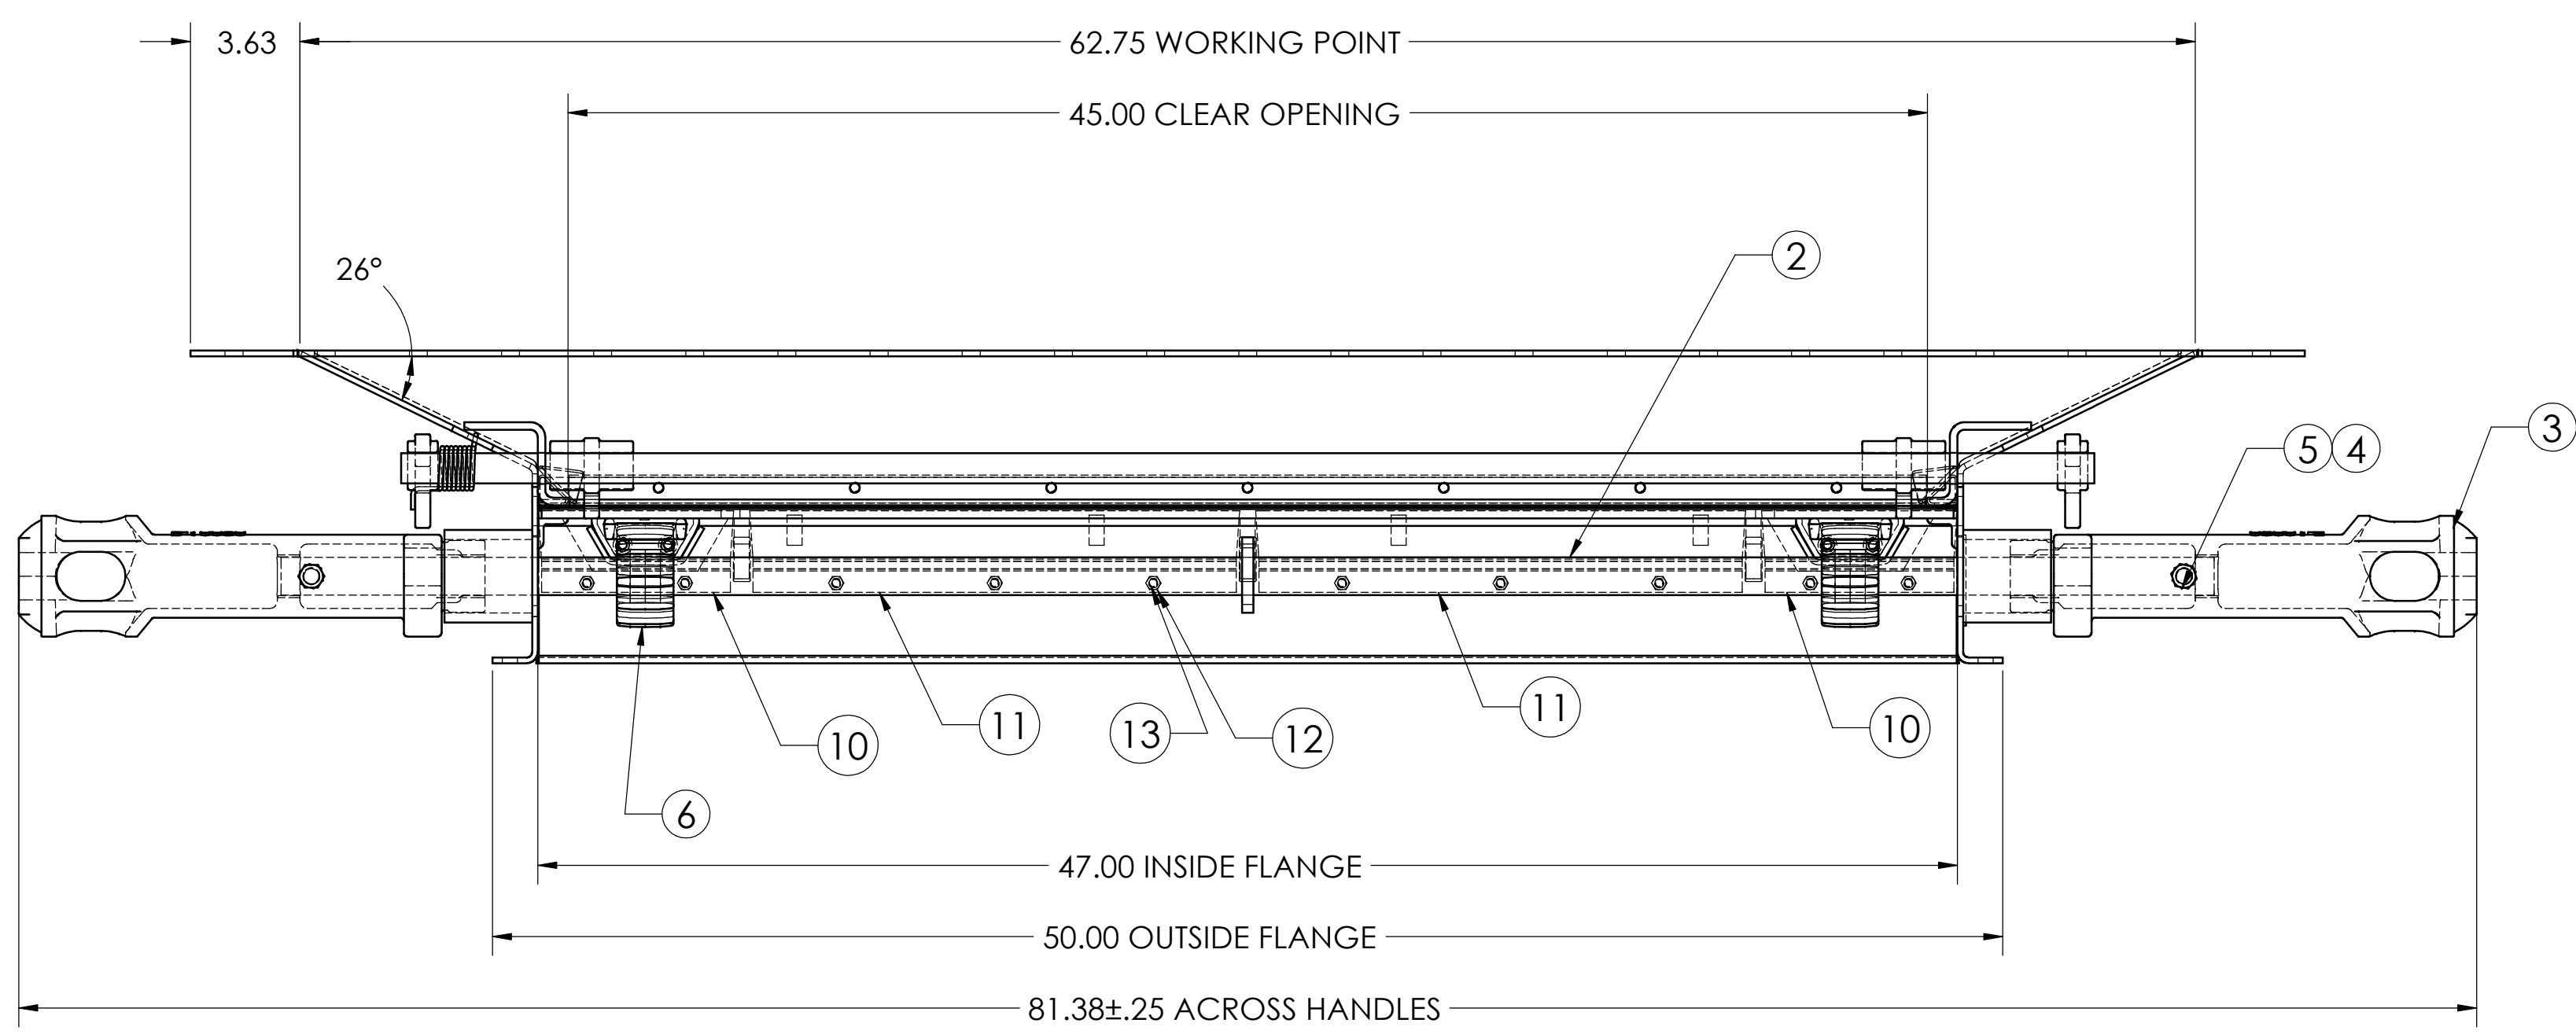 3.63
62.75 WORKING POINT
45.00 CLEAR OPENING
2
26°
3
5 4
11
11
10
13
12
10
6
47.00 INSIDE FLANGE
50.00 OUTSIDE FLANGE
81.38±.25 ACROSS HANDLES